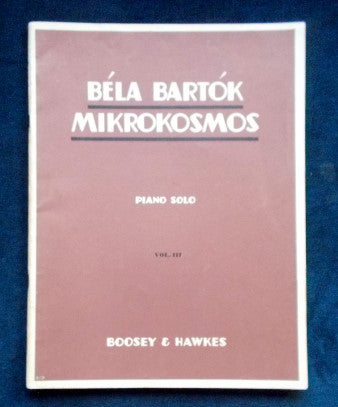 BÉLA BARTÓK
MIKROKOSMOS
PIANO SOLO
VOL. III
BOOSEY & HAWKES